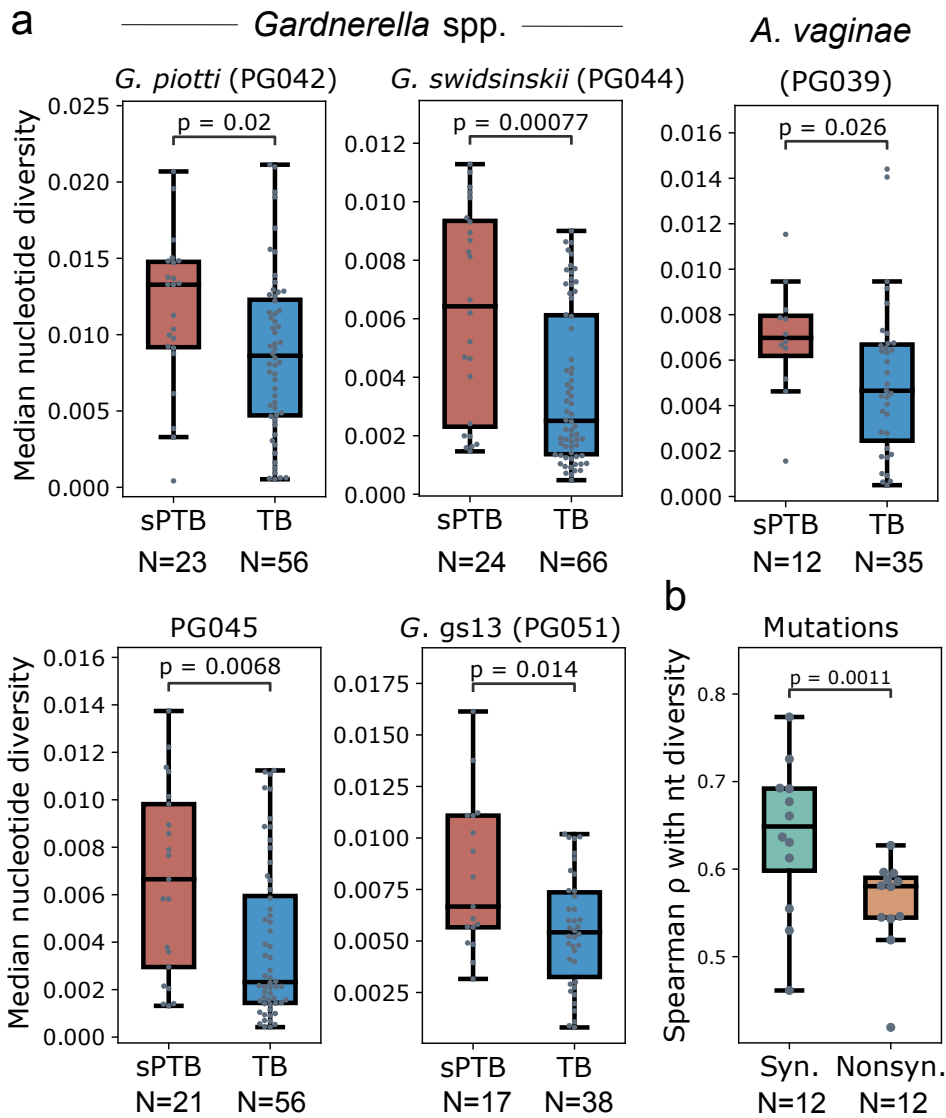 a
Gardnerella spp.
A. vaginae
G. piotti (PG042)
G. swidsinskii (PG044)
(PG039)
Median nucleotide diversity
0.025
0.020
0.015
0.010
0.005
0.000
p = 0.02
sPTB
TB
N=23
N=56
0.012
0.010
0.008
0.006
0.004
0.002
0.000
p = 0.00077
sPTB
TB
N=24
N=66
0.016
0.014
0.012
0.010
0.008
0.006
0.004
0.002
0.000
p = 0.026
sPTB
TB
N=12
N=35
PG045
Median nucleotide diversity
0.016
0.014
0.012
0.010
0.008
0.006
0.004
0.002
0.000
p = 0.0068
sPTB
TB
N=21
N=56
G. gs13 (PG051)
0.0175
0.0150
0.0125
0.0100
0.0075
0.0050
0.0025
p = 0.014
sPTB
TB
N=17
N=38
b
Mutations
Spearman ρ with nt diversity
0.8
0.7
0.6
0.5
p = 0.0011
Syn.
Nonsyn.
N=12
N=12